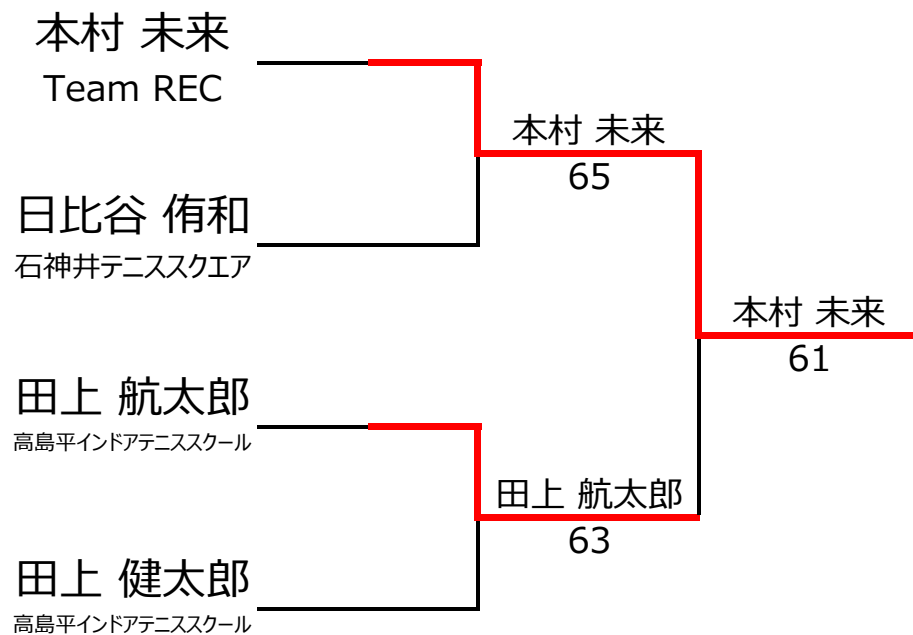 本村 未来
Team REC
本村 未来
65
日比谷 侑和
石神井テニススクエア
本村 未来
61
田上 航太郎
高島平インドアテニススクール
田上 航太郎
63
田上 健太郎
高島平インドアテニススクール